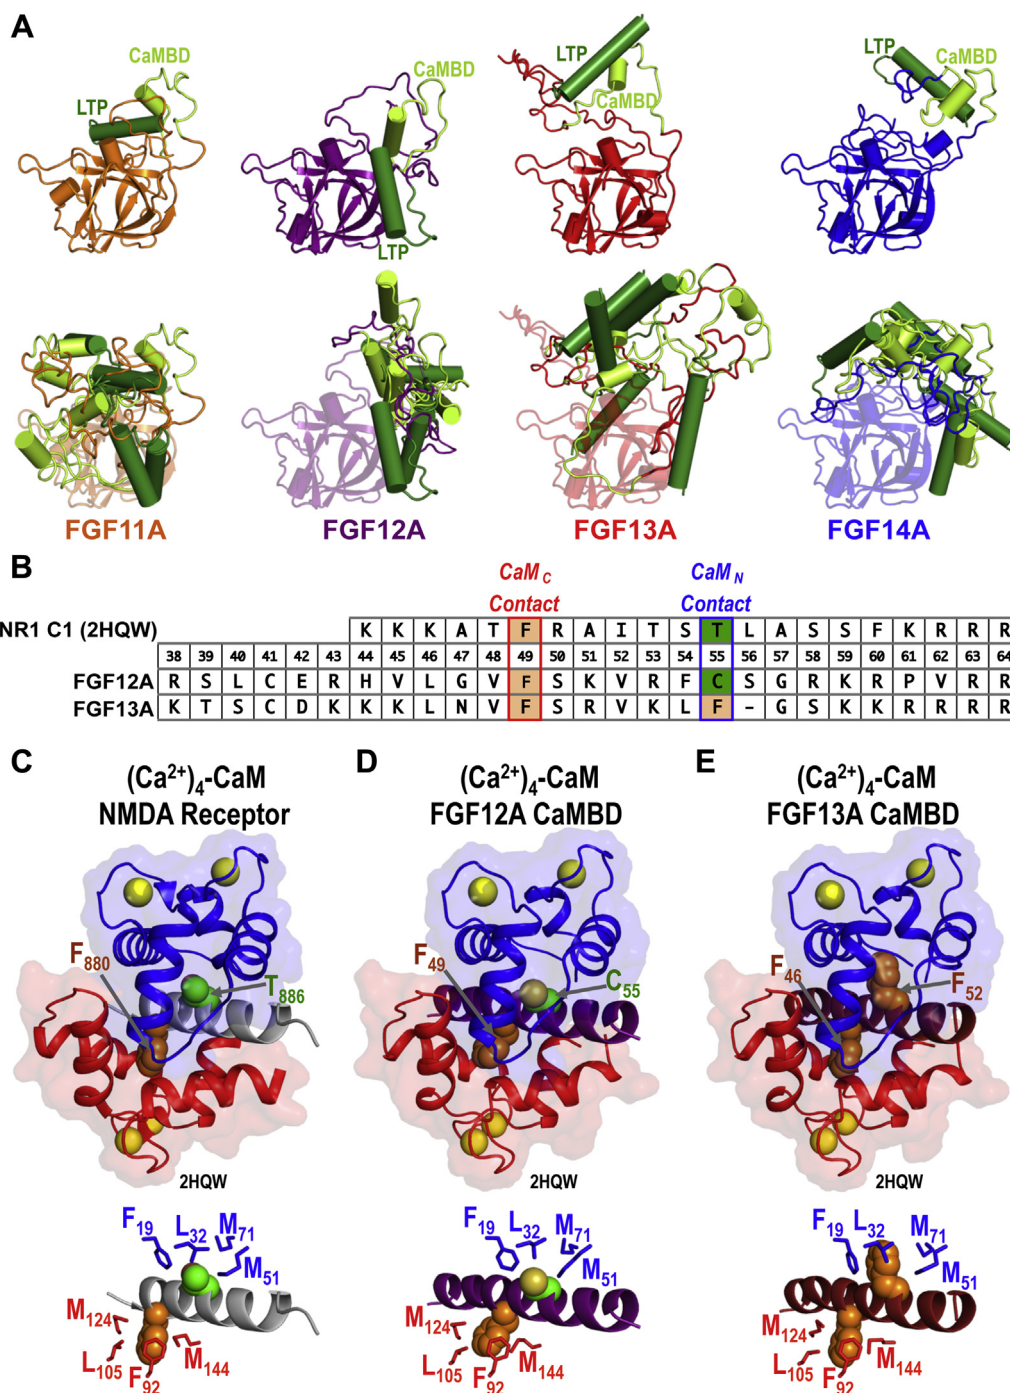 A
CaMBD
LTP
CaMBD
LTP
LTP
CaMBD
LTP
CaMBD
FGF11A
FGF12A
FGF13A
FGF14A
B
CaM C Contact
CaM N Contact
NR1 C1 (2HQW) K K K A T F R A I T S T L A S S F K R R R
38 39 40 41 42 43 44 45 46 47 48 49 50 51 52 53 54 55 56 57 58 59 60 61 62 63 64
FGF12A R S L C E R H V L G V F S K V R F C S G R K R P V R R
FGF13A K T S C D K K K L N V F S R V K L F – G S K K R R R R
C
(Ca²⁺)₄-CaM
NMDA Receptor
D
(Ca²⁺)₄-CaM
FGF12A CaMBD
E
(Ca²⁺)₄-CaM
FGF13A CaMBD
F880
T886
F49
C55
F46
F52
2HQW
2HQW
2HQW
F19 L32 M71
M51
M124
L105 F92 M144
F19 L32 M71
M51
M124
L105 F92 M144
F19 L32 M71
M51
M124
L105 F92 M144